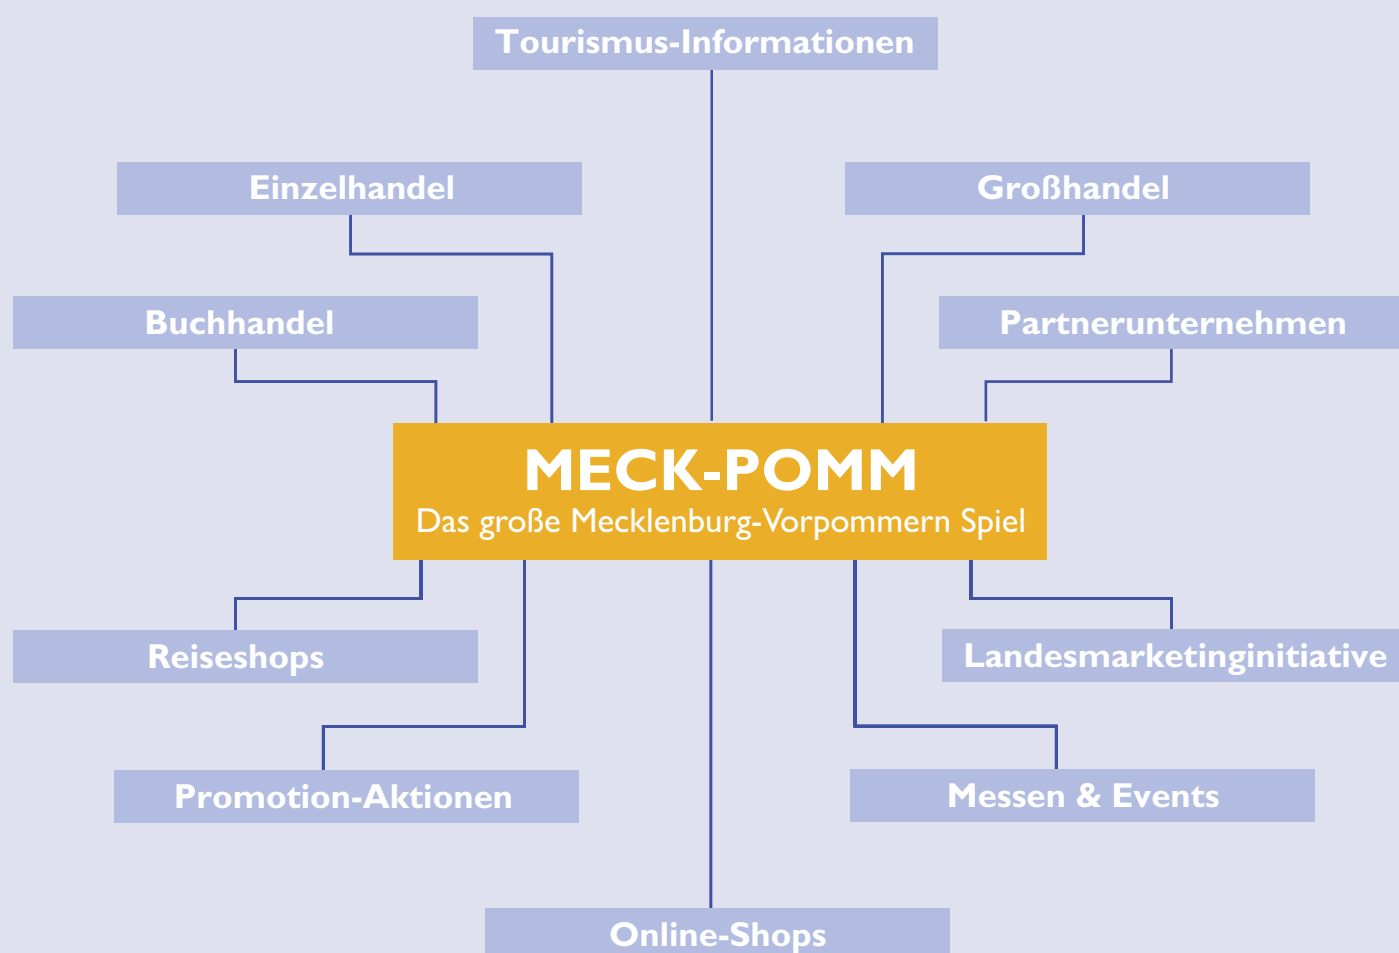 Tourismus-Informationen
Einzelhandel
Großhandel
Buchhandel
Partnerunternehmen
MECK-POMM
Das große Mecklenburg-Vorpommern Spiel
Reiseshops
Landesmarketinginitiative
Promotion-Aktionen
Messen & Events
Online-Shops